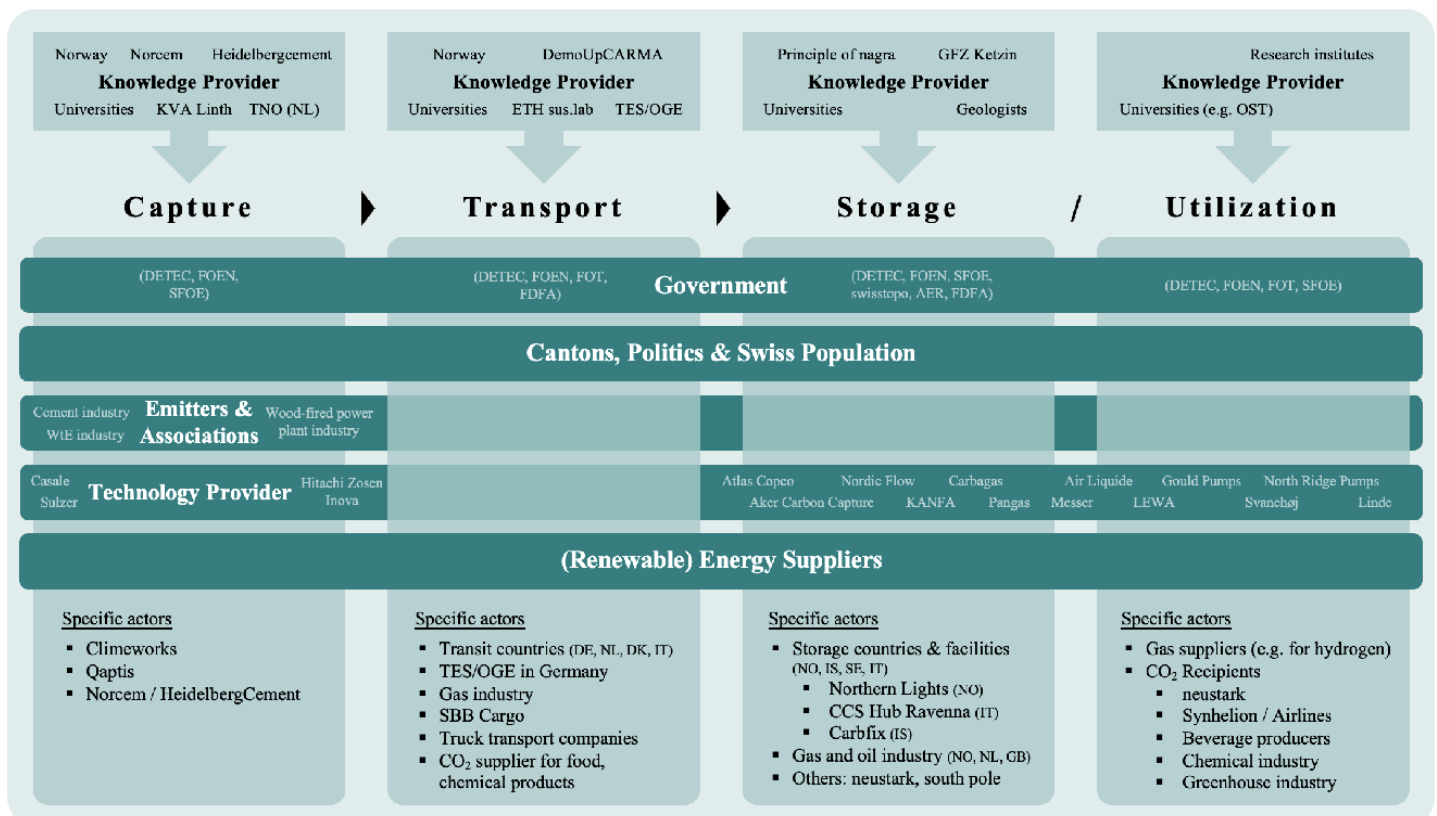 Norway Norcem Heidelbergcement
Knowledge Provider
Universities KVA Linth TNO (NL)
Norway DemoUpCARMA
Knowledge Provider
Universities ETH sus.lab TES/OGE
Principle of nagra GFZ Ketzin
Knowledge Provider
Universities Geologists
Research institutes
Knowledge Provider
Universities (e.g. OST)
Capture Transport Storage / Utilization
(DETEC, FOEN,
SFOE)
(DETEC, FOEN, FOT,
FDFA)
Government
(DETEC, FOEN, SFOE,
swisstopo, AER, FDFA)
(DETEC, FOEN, FOT, SFOE)
Cantons, Politics & Swiss Population
Cement industry
WtE industry
Emitters &
Associations
Wood-fired power
plant industry
Casale
Sulzer
Technology Provider
Hitachi Zosen
Inova
Atlas Copco Nordic Flow Carbagas Air Liquide Gould Pumps North Ridge Pumps
Aker Carbon Capture KANFA Pangas Messer LEWA Svanehøj Linde
(Renewable) Energy Suppliers
Specific actors
▪ Climeworks
▪ Qaptis
▪ Norcem / HeidelbergCement
Specific actors
▪ Transit countries (DE, NL, DK, IT)
▪ TES/OGE in Germany
▪ Gas industry
▪ SBB Cargo
▪ Truck transport companies
▪ CO₂ supplier for food,
chemical products
Specific actors
▪ Storage countries & facilities
(NO, IS, SE, IT)
▪ Northern Lights (NO)
▪ CCS Hub Ravenna (IT)
▪ Carbfix (IS)
▪ Gas and oil industry (NO, NL, GB)
▪ Others: neustark, south pole
Specific actors
▪ Gas suppliers (e.g. for hydrogen)
▪ CO₂ Recipients
▪ neustark
▪ Synhelion / Airlines
▪ Beverage producers
▪ Chemical industry
▪ Greenhouse industry